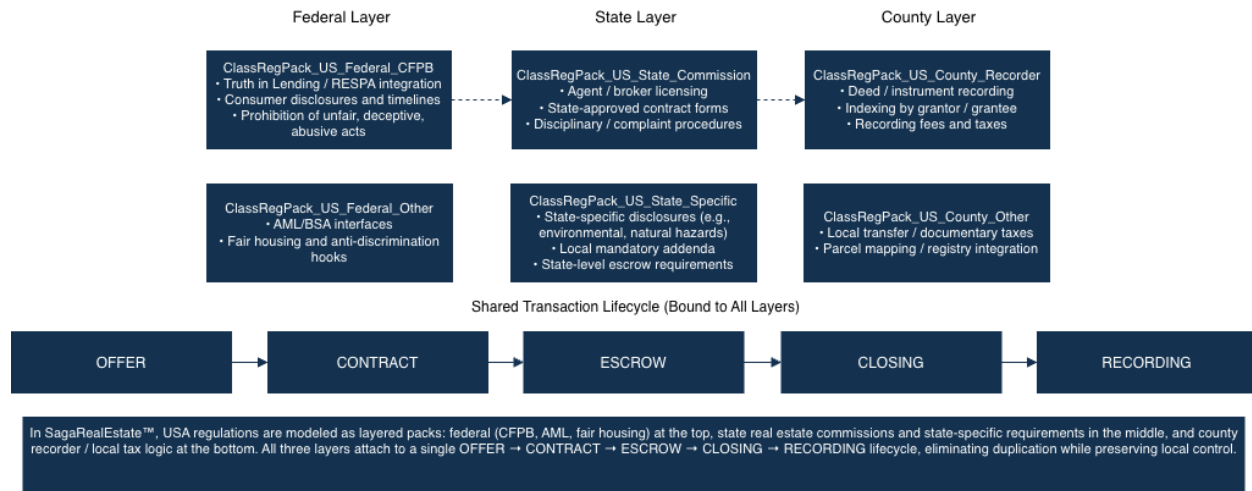 Federal Layer
State Layer
County Layer
ClassRegPack_US_Federal_CFPB
• Truth in Lending / RESPA integration
• Consumer disclosures and timelines
• Prohibition of unfair, deceptive,
abusive acts
ClassRegPack_US_State_Commission
• Agent / broker licensing
• State-approved contract forms
• Disciplinary / complaint procedures
ClassRegPack_US_County_Recorder
• Deed / instrument recording
• Indexing by grantor / grantee
• Recording fees and taxes
ClassRegPack_US_Federal_Other
• AML/BSA interfaces
• Fair housing and anti-discrimination
hooks
ClassRegPack_US_State_Specific
• State-specific disclosures (e.g.,
environmental, natural hazards)
• Local mandatory addenda
• State-level escrow requirements
ClassRegPack_US_County_Other
• Local transfer / documentary taxes
• Parcel mapping / registry integration
Shared Transaction Lifecycle (Bound to All Layers)
OFFER
CONTRACT
ESCROW
CLOSING
RECORDING
In SagaRealEstate™, USA regulations are modeled as layered packs: federal (CFPB, AML, fair housing) at the top, state real estate commissions and state-specific requirements in the middle, and county
recorder / local tax logic at the bottom. All three layers attach to a single OFFER → CONTRACT → ESCROW → CLOSING → RECORDING lifecycle, eliminating duplication while preserving local control.